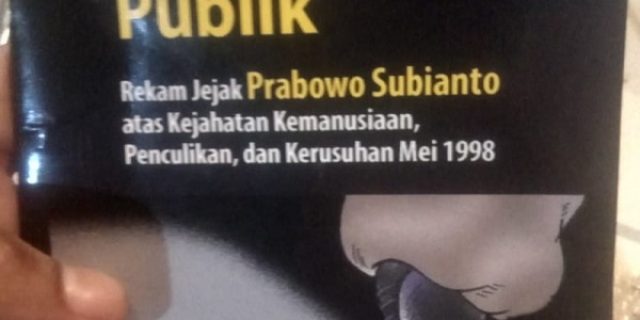 Publik
Rekam Jejak Prabowo Subianto
atas Kejahatan Kemanusiaan,
Penculikan, dan Kerusuhan Mei 1998